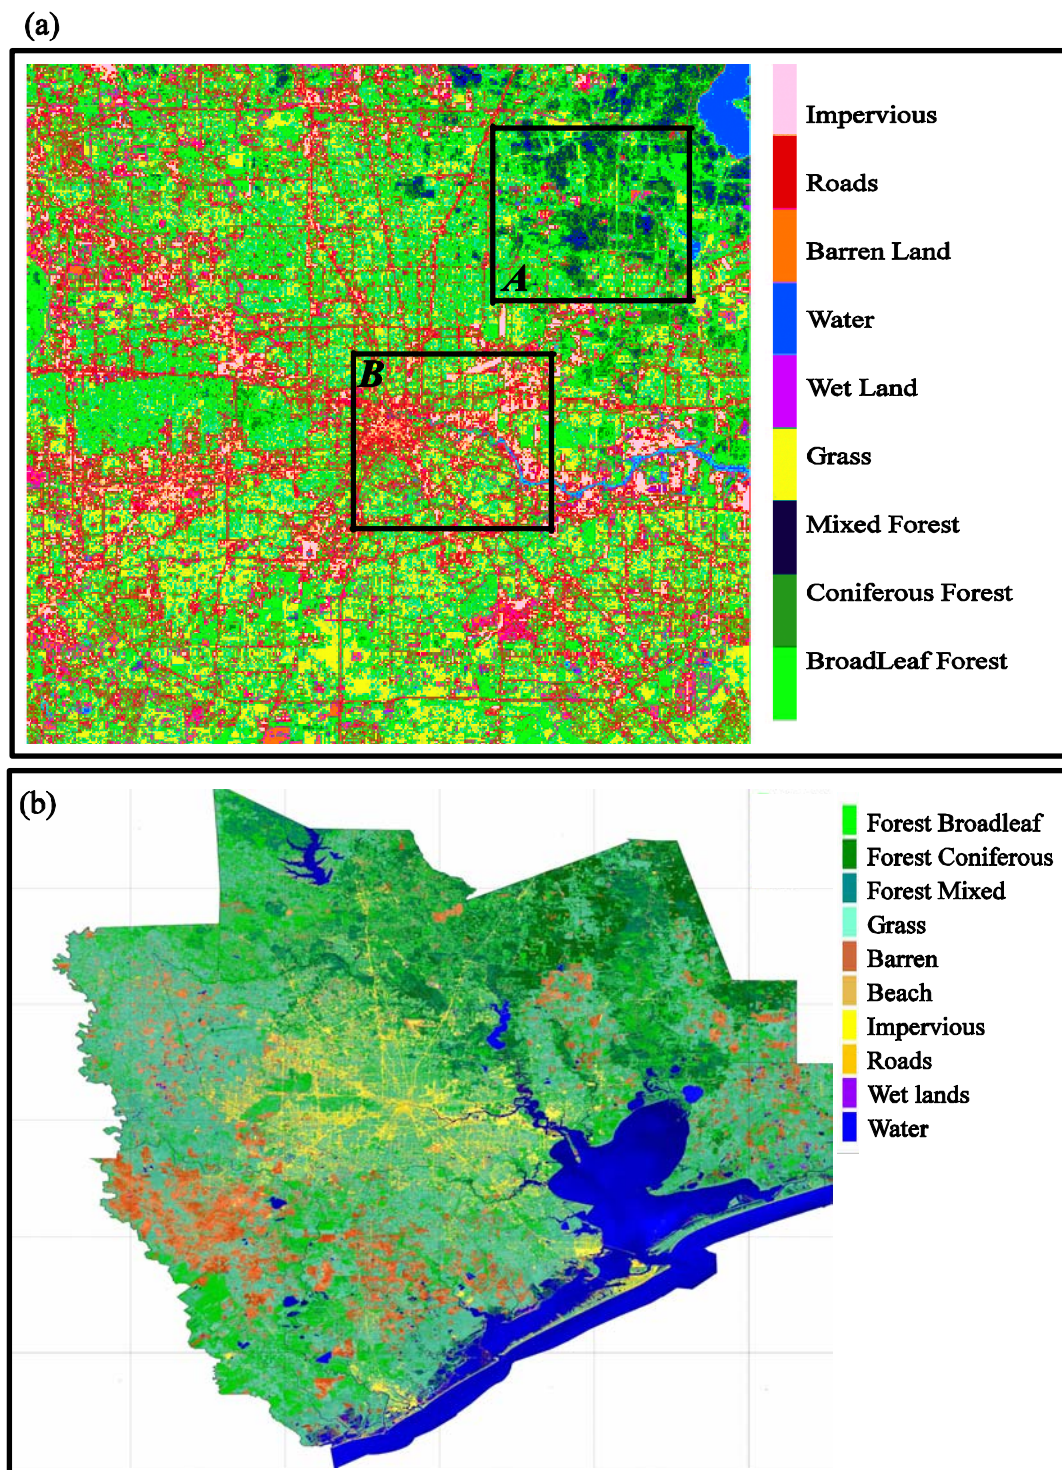 (a)
A
B
Impervious
Roads
Barren Land
Water
Wet Land
Grass
Mixed Forest
Coniferous Forest
BroadLeaf Forest
(b)
Forest Broadleaf
Forest Coniferous
Forest Mixed
Grass
Barren
Beach
Impervious
Roads
Wet lands
Water